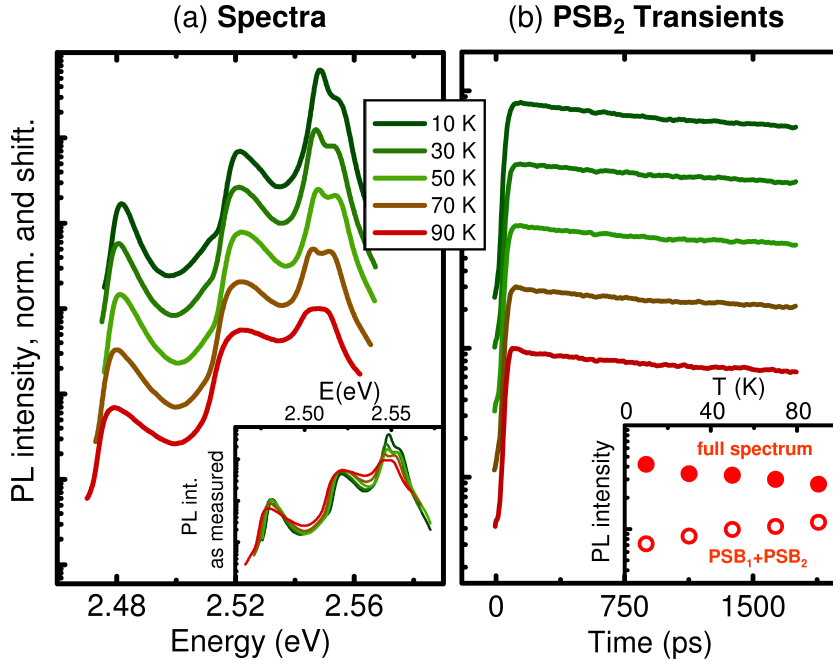 (a) Spectra
(b) PSB₂ Transients
PL intensity, norm. and shift.
10 K
30 K
50 K
70 K
90 K
E(eV)
2.50 2.55
PL int.
as measured
2.48 2.52 2.56
Energy (eV)
T (K)
0 40 80
PL intensity
full spectrum
PSB₁+PSB₂
0 750 1500
Time (ps)